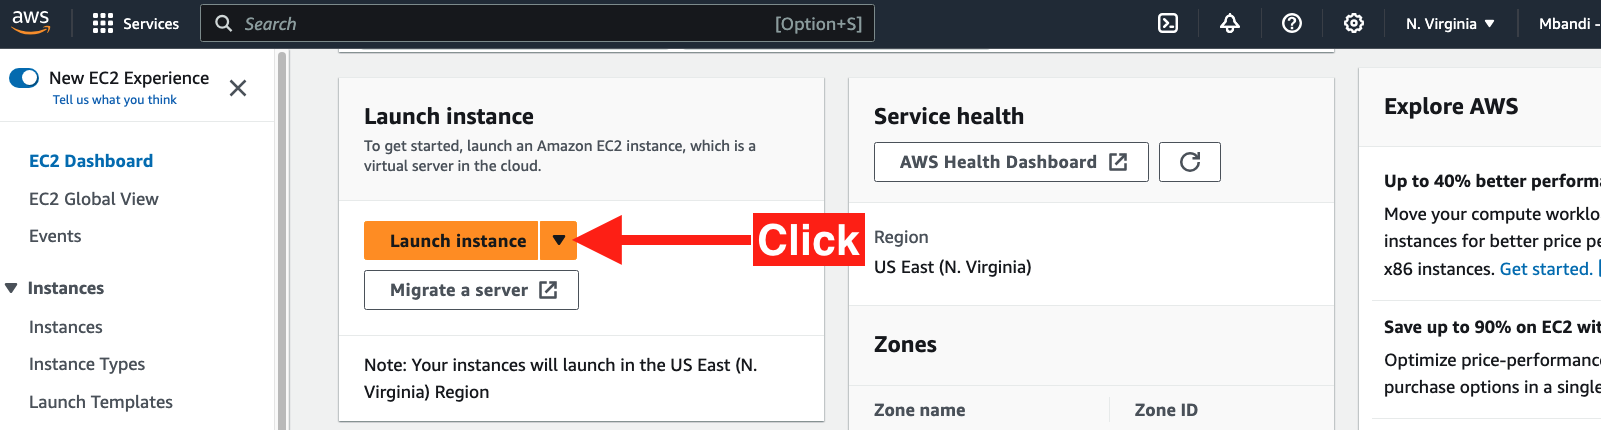 aws
Services
Search
[Option+S]
N. Virginia
Mbandi -
New EC2 Experience
Tell us what you think
EC2 Dashboard
EC2 Global View
Events
Instances
Instances
Instance Types
Launch Templates
Launch instance
To get started, launch an Amazon EC2 instance, which is a
virtual server in the cloud.
Launch instance
Click
Migrate a server
Note: Your instances will launch in the US East (N.
Virginia) Region
Service health
AWS Health Dashboard
Region
US East (N. Virginia)
Zones
Zone name
Zone ID
Explore AWS
Up to 40% better performa
Move your compute worklo
instances for better price pe
x86 instances. Get started.
Save up to 90% on EC2 wit
Optimize price-performance
purchase options in a single